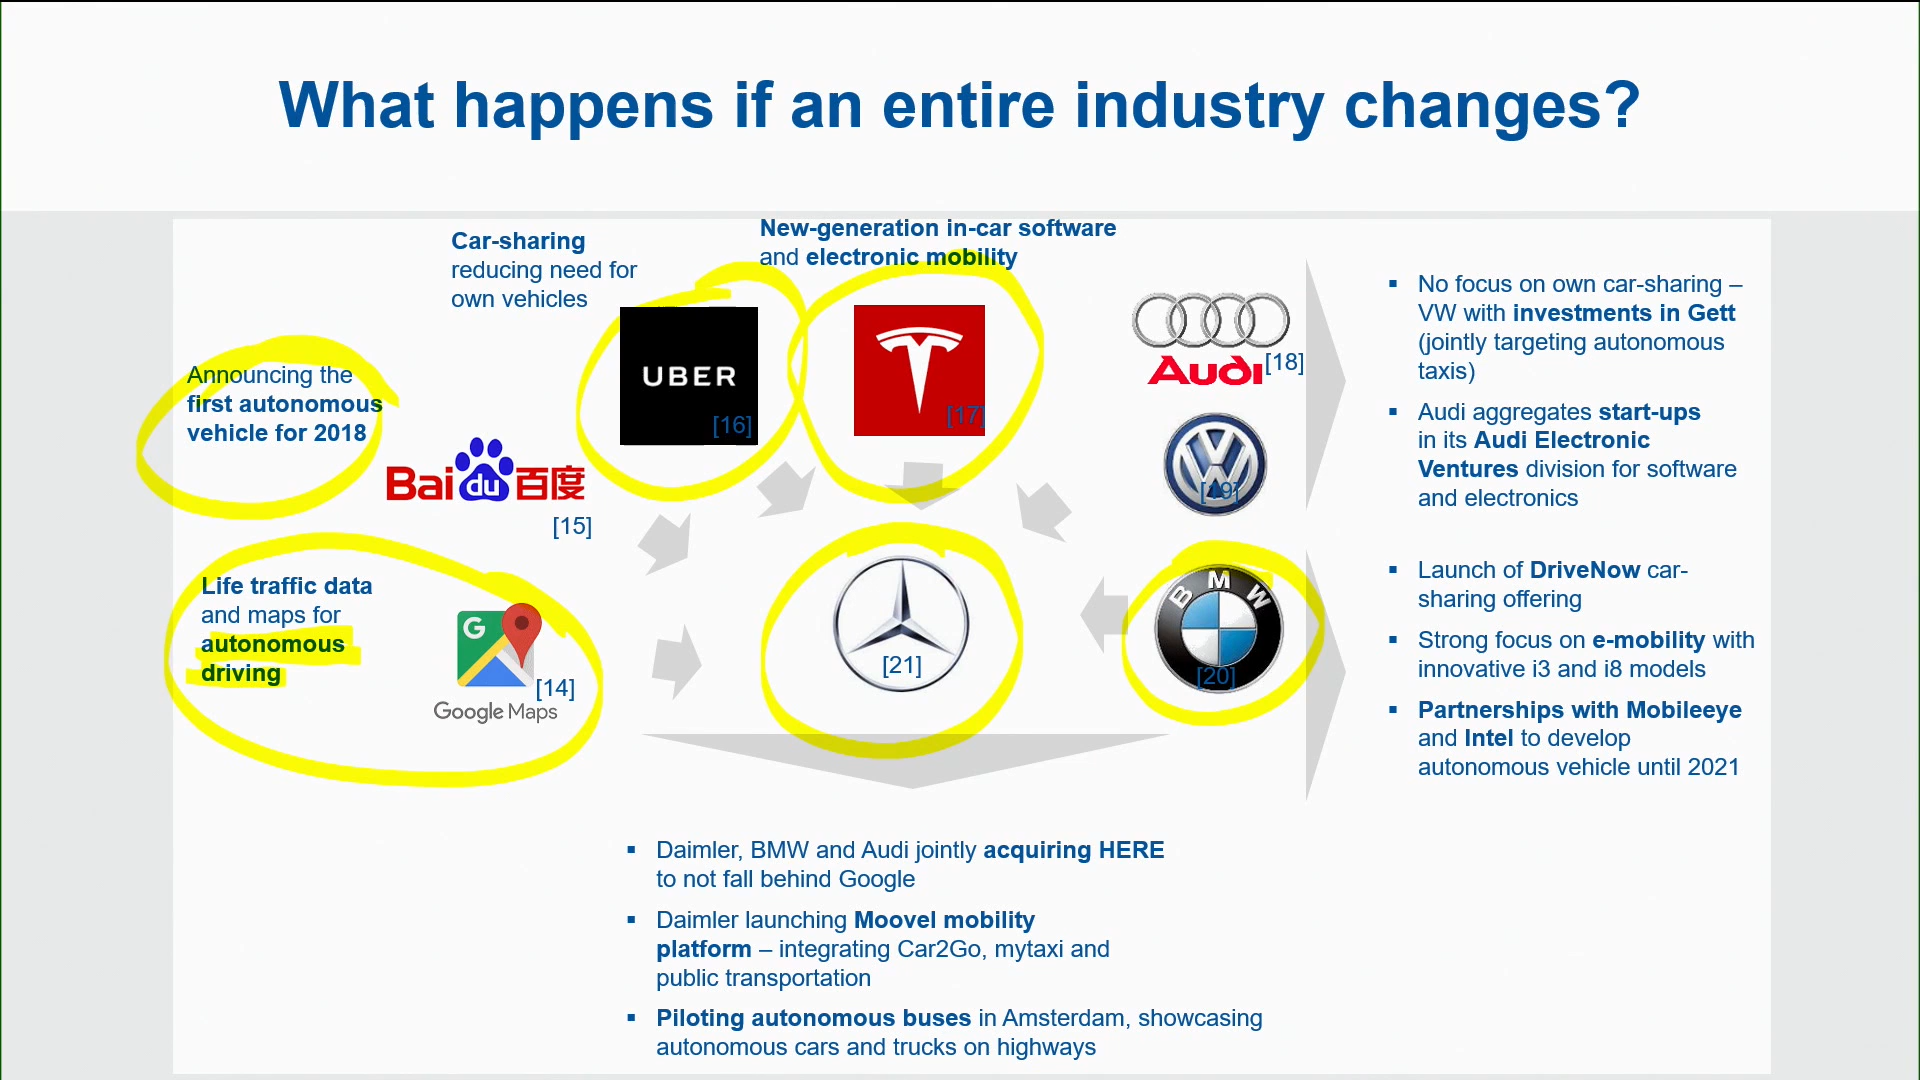 What happens if an entire industry changes?
Car-sharing
reducing need for
own vehicles
New-generation in-car software
and electronic mobility
Announcing the
first autonomous
vehicle for 2018
Bai du 百度
[15]
UBER
[16]
[17]
Audi
[18]
[19]
Life traffic data
and maps for
autonomous
driving
G
[14]
Google Maps
[21]
BMW
[20]
▪ No focus on own car-sharing –
VW with investments in Gett
(jointly targeting autonomous
taxis)
▪ Audi aggregates start-ups
in its Audi Electronic
Ventures division for software
and electronics
▪ Launch of DriveNow car-
sharing offering
▪ Strong focus on e-mobility with
innovative i3 and i8 models
▪ Partnerships with Mobileeye
and Intel to develop
autonomous vehicle until 2021
▪ Daimler, BMW and Audi jointly acquiring HERE
to not fall behind Google
▪ Daimler launching Moovel mobility
platform – integrating Car2Go, mytaxi and
public transportation
▪ Piloting autonomous buses in Amsterdam, showcasing
autonomous cars and trucks on highways